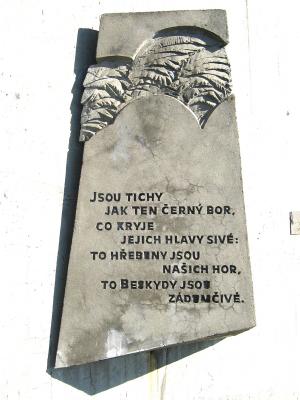 JSOU TICHY
JAK TEN ČERNÝ BOR,
CO KRYJE
JEJICH HLAVY SIVÉ:
TO HŘEBENY JSOU
NAŠICH HOR,
TO BESKYDY JSOU
ZÁDUMČIVÉ.